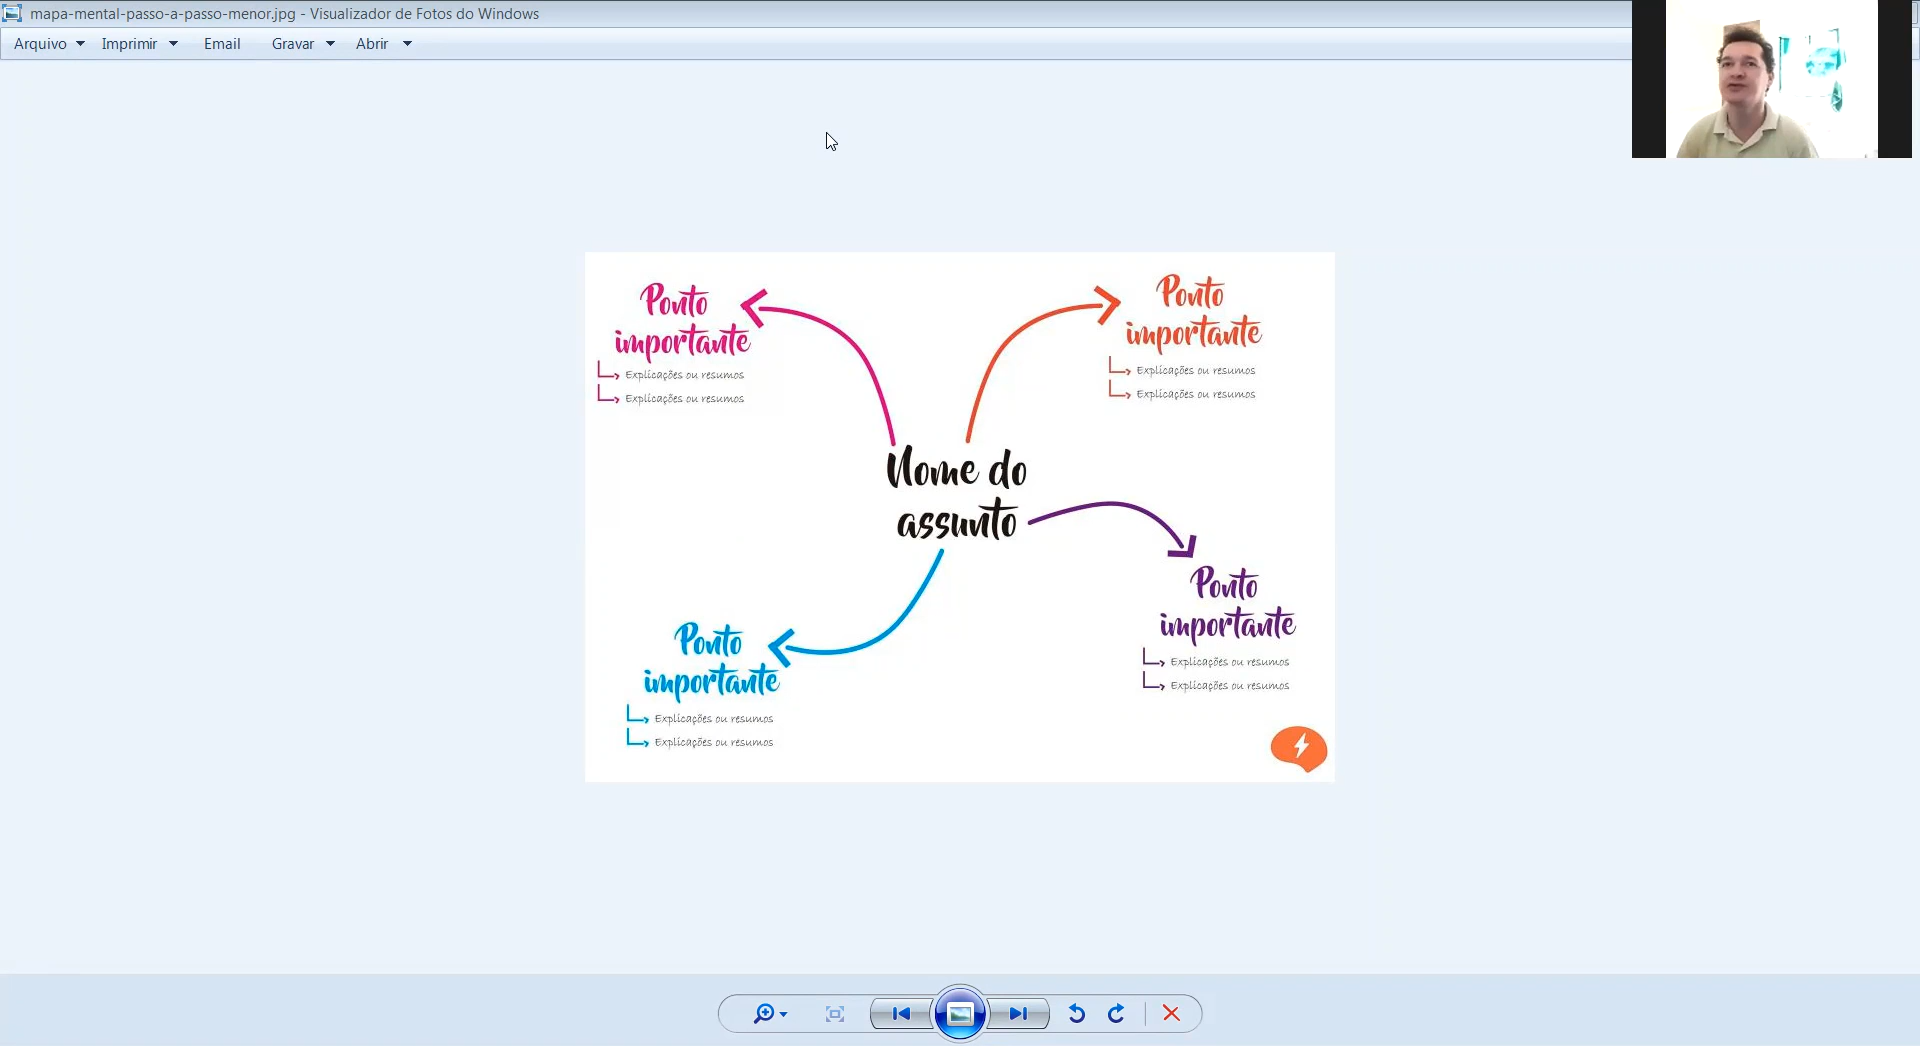 mapa-mental-passo-a-passo-menor.jpg - Visualizador de Fotos do Windows
Arquivo Imprimir Email Gravar Abrir
Ponto
importante
Explicações ou resumos
Explicações ou resumos
Ponto
importante
Explicações ou resumos
Explicações ou resumos
Nome do
assunto
Ponto
importante
Explicações ou resumos
Explicações ou resumos
Ponto
importante
Explicações ou resumos
Explicações ou resumos